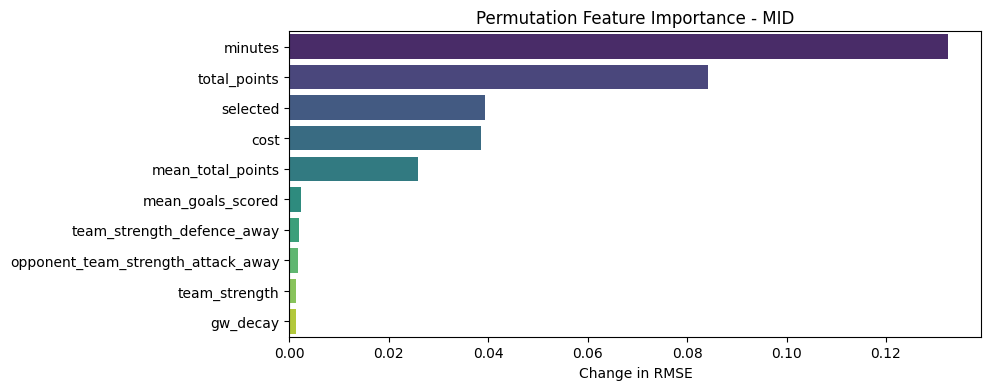 Permutation Feature Importance - MID
minutes
total_points
selected
cost
mean_total_points
mean_goals_scored
team_strength_defence_away
opponent_team_strength_attack_away
team_strength
gw_decay
0.00 0.02 0.04 0.06 0.08 0.10 0.12
Change in RMSE